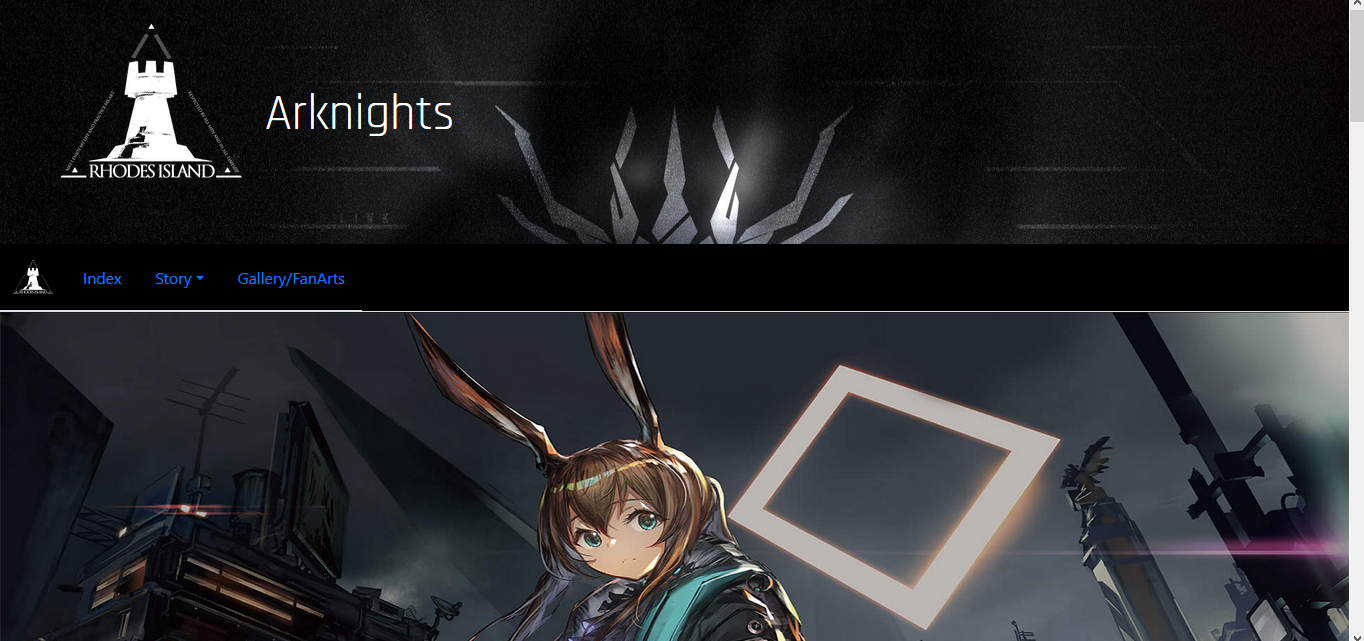 Arknights
RHODES ISLAND
Index
Story
Gallery/FanArts